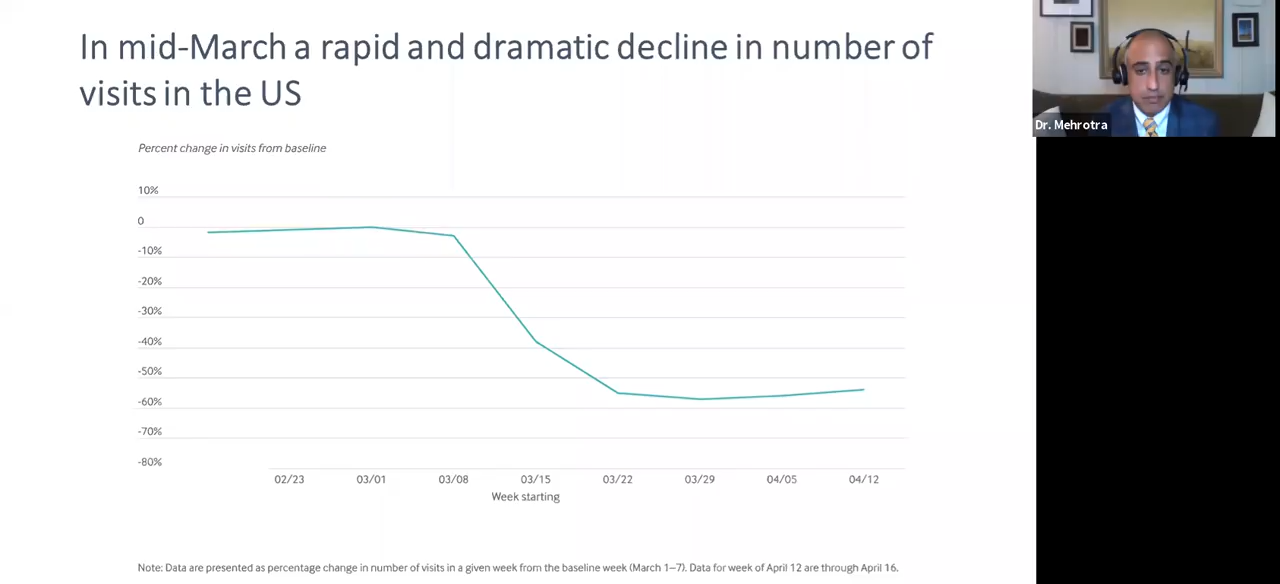 In mid-March a rapid and dramatic decline in number of
visits in the US
Dr. Mehrotra
Percent change in visits from baseline
10%
0
-10%
-20%
-30%
-40%
-50%
-60%
-70%
-80%
02/23 03/01 03/08 03/15 03/22 03/29 04/05 04/12
Week starting
Note: Data are presented as percentage change in number of visits in a given week from the baseline week (March 1–7). Data for week of April 12 are through April 16.